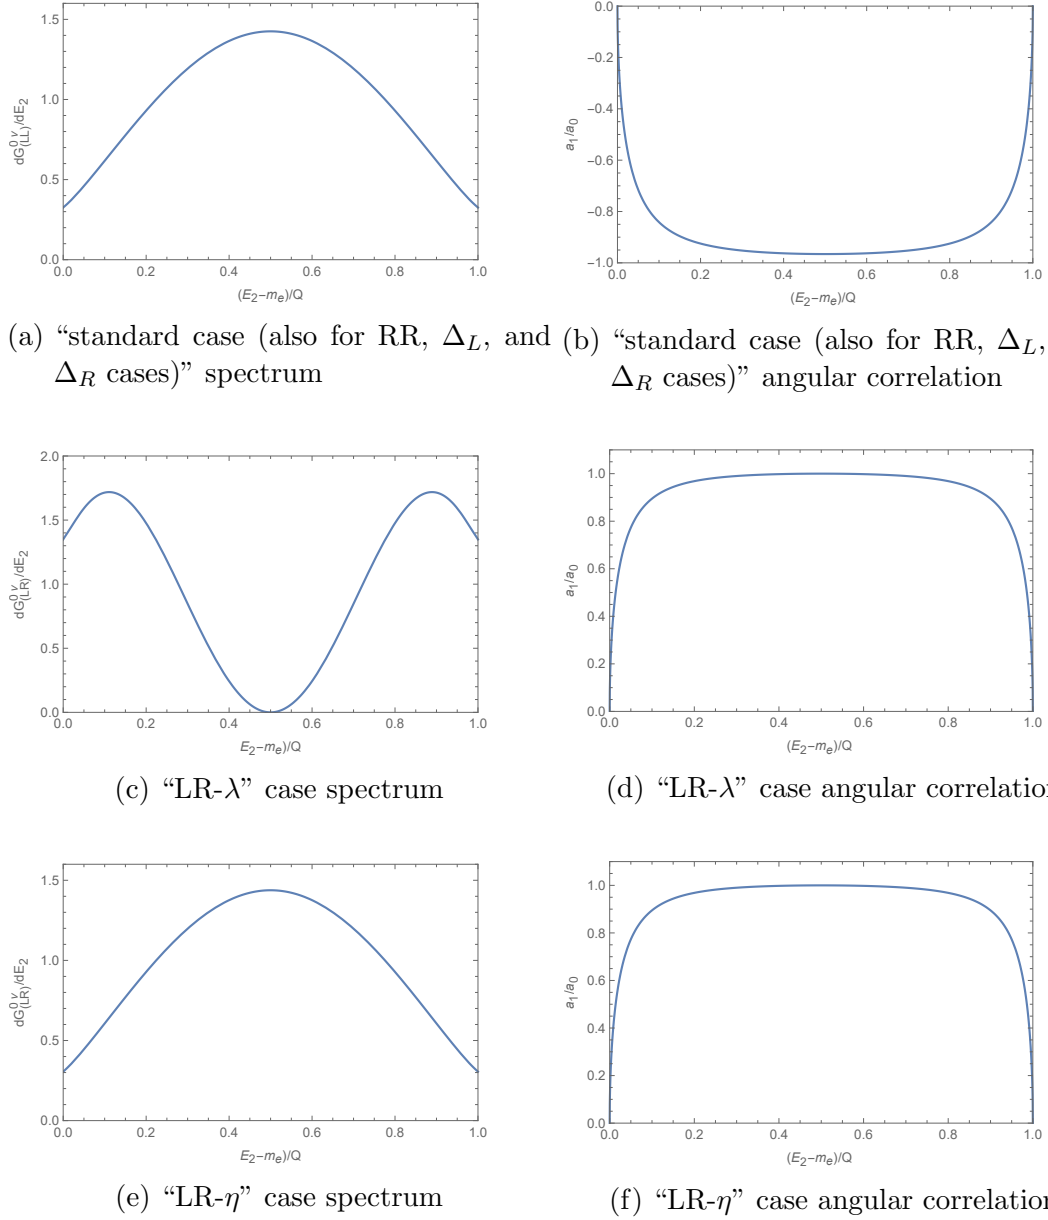 1.5
1.0
0.5
0.0
dG^{0 ν}_{(LL)}/dE_2
0.0 0.2 0.4 0.6 0.8 1.0
(E_2−m_e)/Q
0.0
−0.2
−0.4
−0.6
−0.8
−1.0
a_1/a_0
0.0 0.2 0.4 0.6 0.8 1.0
(E_2−m_e)/Q
(a) “standard case (also for RR, Δ_L, and
Δ_R cases)” spectrum
(b) “standard case (also for RR, Δ_L,
Δ_R cases)” angular correlation
2.0
1.5
1.0
0.5
0.0
dG^{0 ν}_{(LR)}/dE_2
0.0 0.2 0.4 0.6 0.8 1.0
E_2−m_e)/Q
1.0
0.8
0.6
0.4
0.2
0.0
a_1/a_0
0.0 0.2 0.4 0.6 0.8 1.0
(E_2−m_e)/Q
(c) “LR-λ” case spectrum
(d) “LR-λ” case angular correlation
1.5
1.0
0.5
0.0
dG^{0 ν}_{(LR)}/dE_2
0.0 0.2 0.4 0.6 0.8 1.0
E_2−m_e)/Q
1.0
0.8
0.6
0.4
0.2
0.0
a_1/a_0
0.0 0.2 0.4 0.6 0.8 1.0
(E_2−m_e)/Q
(e) “LR-η” case spectrum
(f) “LR-η” case angular correlation